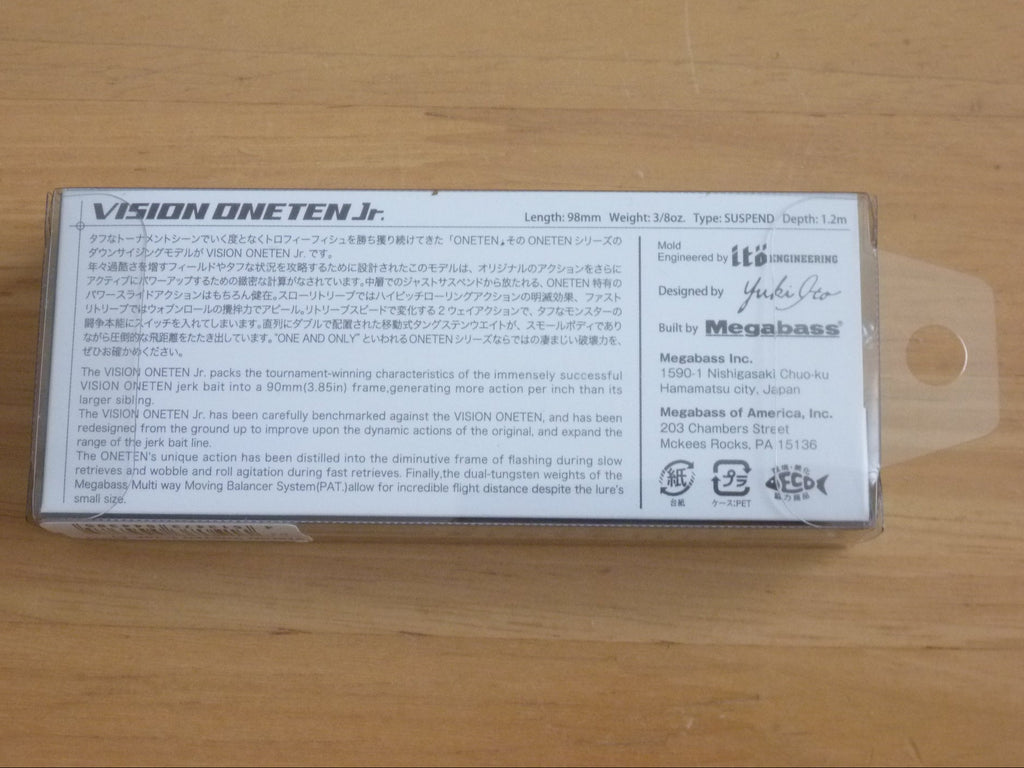 VISION ONETEN Jr.
Length: 98mm Weight: 3/8oz. Type: SUSPEND Depth: 1.2m
タフなトーナメントシーンでいく度となくトロフィーフィッシュを勝ち獲り続けてきた「ONETEN」。そのONETENシリーズの
ダウンサイジングモデルが VISION ONETEN Jr. です。
年々過酷さを増すフィールドやタフな状況を攻略するために設計されたこのモデルは、オリジナルのアクションをさらに
アクティブにパワーアップするための緻密な計算がなされています。中層でのジャストサスペンドから放たれる、ONETEN 特有の
パワースライドアクションはもちろん健在。スローリトリーブではハイピッチローリングアクションの明滅効果、ファスト
リトリーブではウォブンロールの攪拌力でアピール。リトリーブスピードで変化する2ウェイアクションで、タフなモンスターの
闘争本能にスイッチを入れてしまいます。直列にダブルで配置された移動式タングステンウエイトが、スモールボディであり
ながら圧倒的な飛距離をたたき出しています。"ONE AND ONLY" といわれるONETENシリーズならではの凄まじい破壊力を、
ぜひお確かめください。
The VISION ONETEN Jr. packs the tournament-winning characteristics of the immensely successful
VISION ONETEN jerk bait into a 90mm(3.85in) frame,generating more action per inch than its
larger sibling.
The VISION ONETEN Jr. has been carefully benchmarked against the VISION ONETEN, and has been
redesigned from the ground up to improve upon the dynamic actions of the original, and expand the
range of the jerk bait line.
The ONETEN's unique action has been distilled into the diminutive frame of flashing during slow
retrieves and wobble and roll agitation during fast retrieves. Finally,the dual-tungsten weights of the
Megabass Multi way Moving Balancer System(PAT.)allow for incredible flight distance despite the lure's
small size.
Mold
Engineered by itö ENGINEERING
Designed by Yuki Ito
Built by Megabass
Megabass Inc.
1590-1 Nishigasaki Chuo-ku
Hamamatsu city, Japan
Megabass of America, Inc.
203 Chambers Street
Mckees Rocks, PA 15136
紙 プラ ECO
台紙 ケース:PET 協力商品